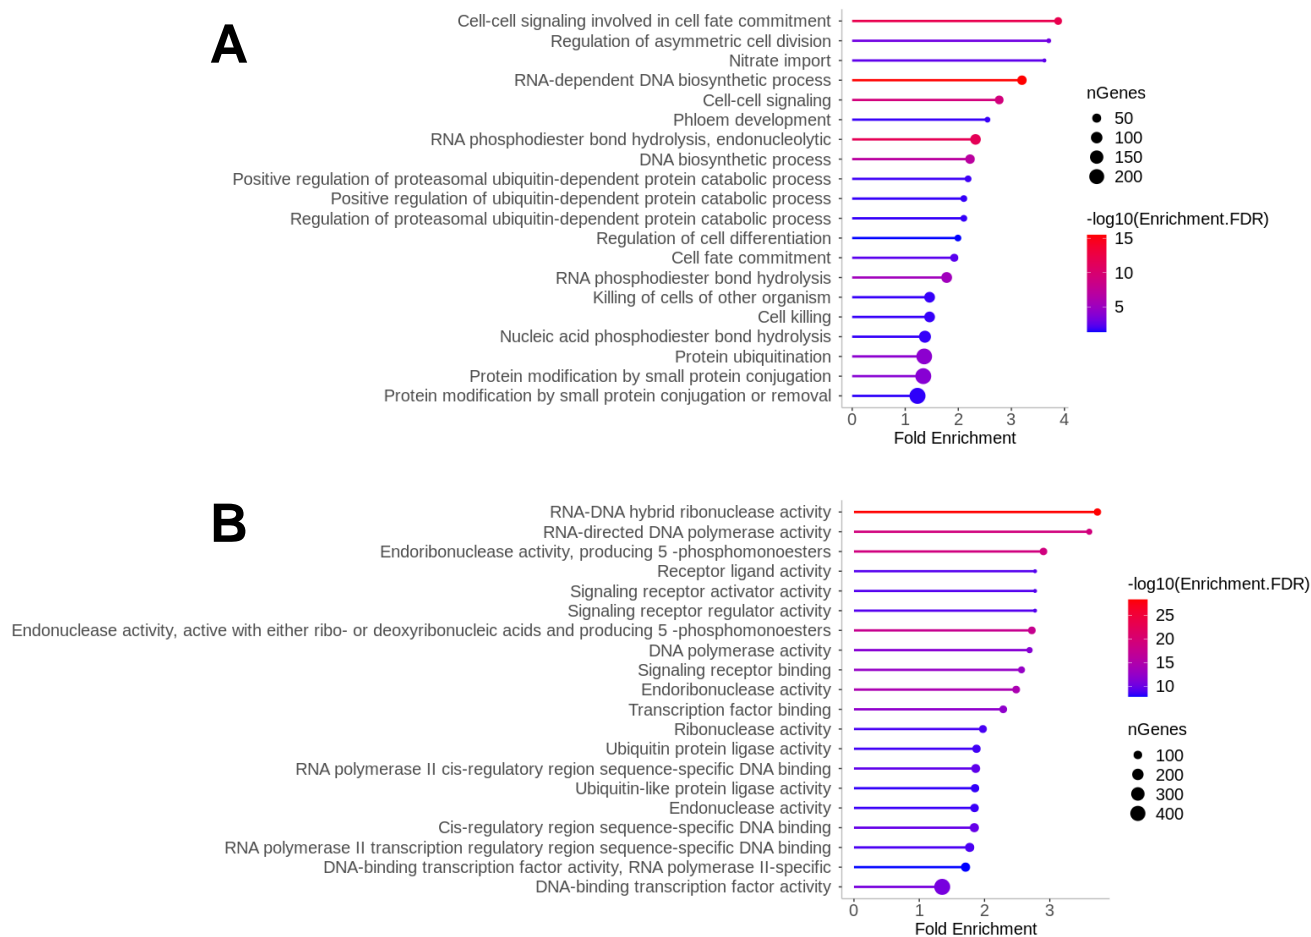 A
Cell-cell signaling involved in cell fate commitment
Regulation of asymmetric cell division
Nitrate import
RNA-dependent DNA biosynthetic process
Cell-cell signaling
Phloem development
RNA phosphodiester bond hydrolysis, endonucleolytic
DNA biosynthetic process
Positive regulation of proteasomal ubiquitin-dependent protein catabolic process
Positive regulation of ubiquitin-dependent protein catabolic process
Regulation of proteasomal ubiquitin-dependent protein catabolic process
Regulation of cell differentiation
Cell fate commitment
RNA phosphodiester bond hydrolysis
Killing of cells of other organism
Cell killing
Nucleic acid phosphodiester bond hydrolysis
Protein ubiquitination
Protein modification by small protein conjugation
Protein modification by small protein conjugation or removal
0 1 2 3 4
Fold Enrichment
nGenes
50
100
150
200
-log10(Enrichment.FDR)
15
10
5
B
RNA-DNA hybrid ribonuclease activity
RNA-directed DNA polymerase activity
Endoribonuclease activity, producing 5 -phosphomonoesters
Receptor ligand activity
Signaling receptor activator activity
Signaling receptor regulator activity
Endonuclease activity, active with either ribo- or deoxyribonucleic acids and producing 5 -phosphomonoesters
DNA polymerase activity
Signaling receptor binding
Endoribonuclease activity
Transcription factor binding
Ribonuclease activity
Ubiquitin protein ligase activity
RNA polymerase II cis-regulatory region sequence-specific DNA binding
Ubiquitin-like protein ligase activity
Endonuclease activity
Cis-regulatory region sequence-specific DNA binding
RNA polymerase II transcription regulatory region sequence-specific DNA binding
DNA-binding transcription factor activity, RNA polymerase II-specific
DNA-binding transcription factor activity
0 1 2 3
Fold Enrichment
-log10(Enrichment.FDR)
25
20
15
10
nGenes
100
200
300
400